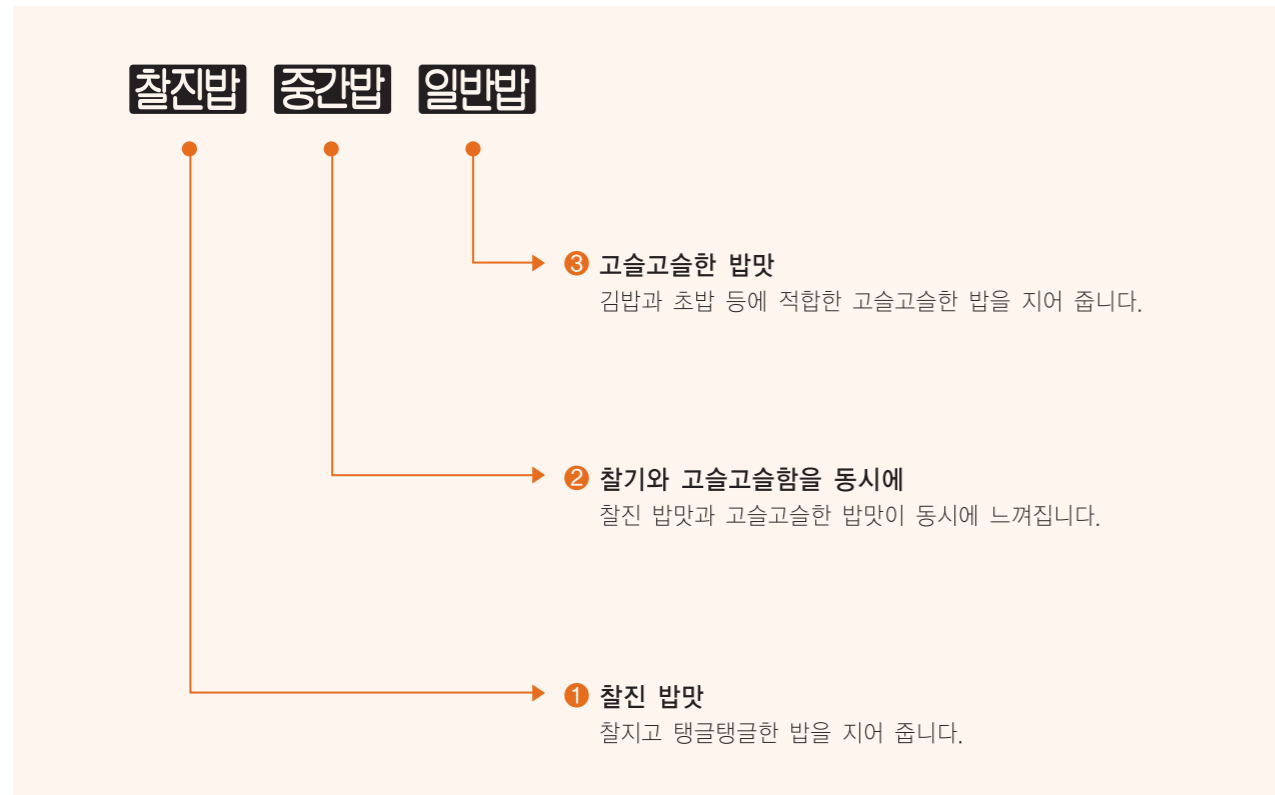 찰진밥 중간밥 일반밥
❸ 고슬고슬한 밥맛
김밥과 초밥 등에 적합한 고슬고슬한 밥을 지어 줍니다.
❷ 찰기와 고슬고슬함을 동시에
찰진 밥맛과 고슬고슬한 밥맛이 동시에 느껴집니다.
❶ 찰진 밥맛
찰지고 탱글탱글한 밥을 지어 줍니다.